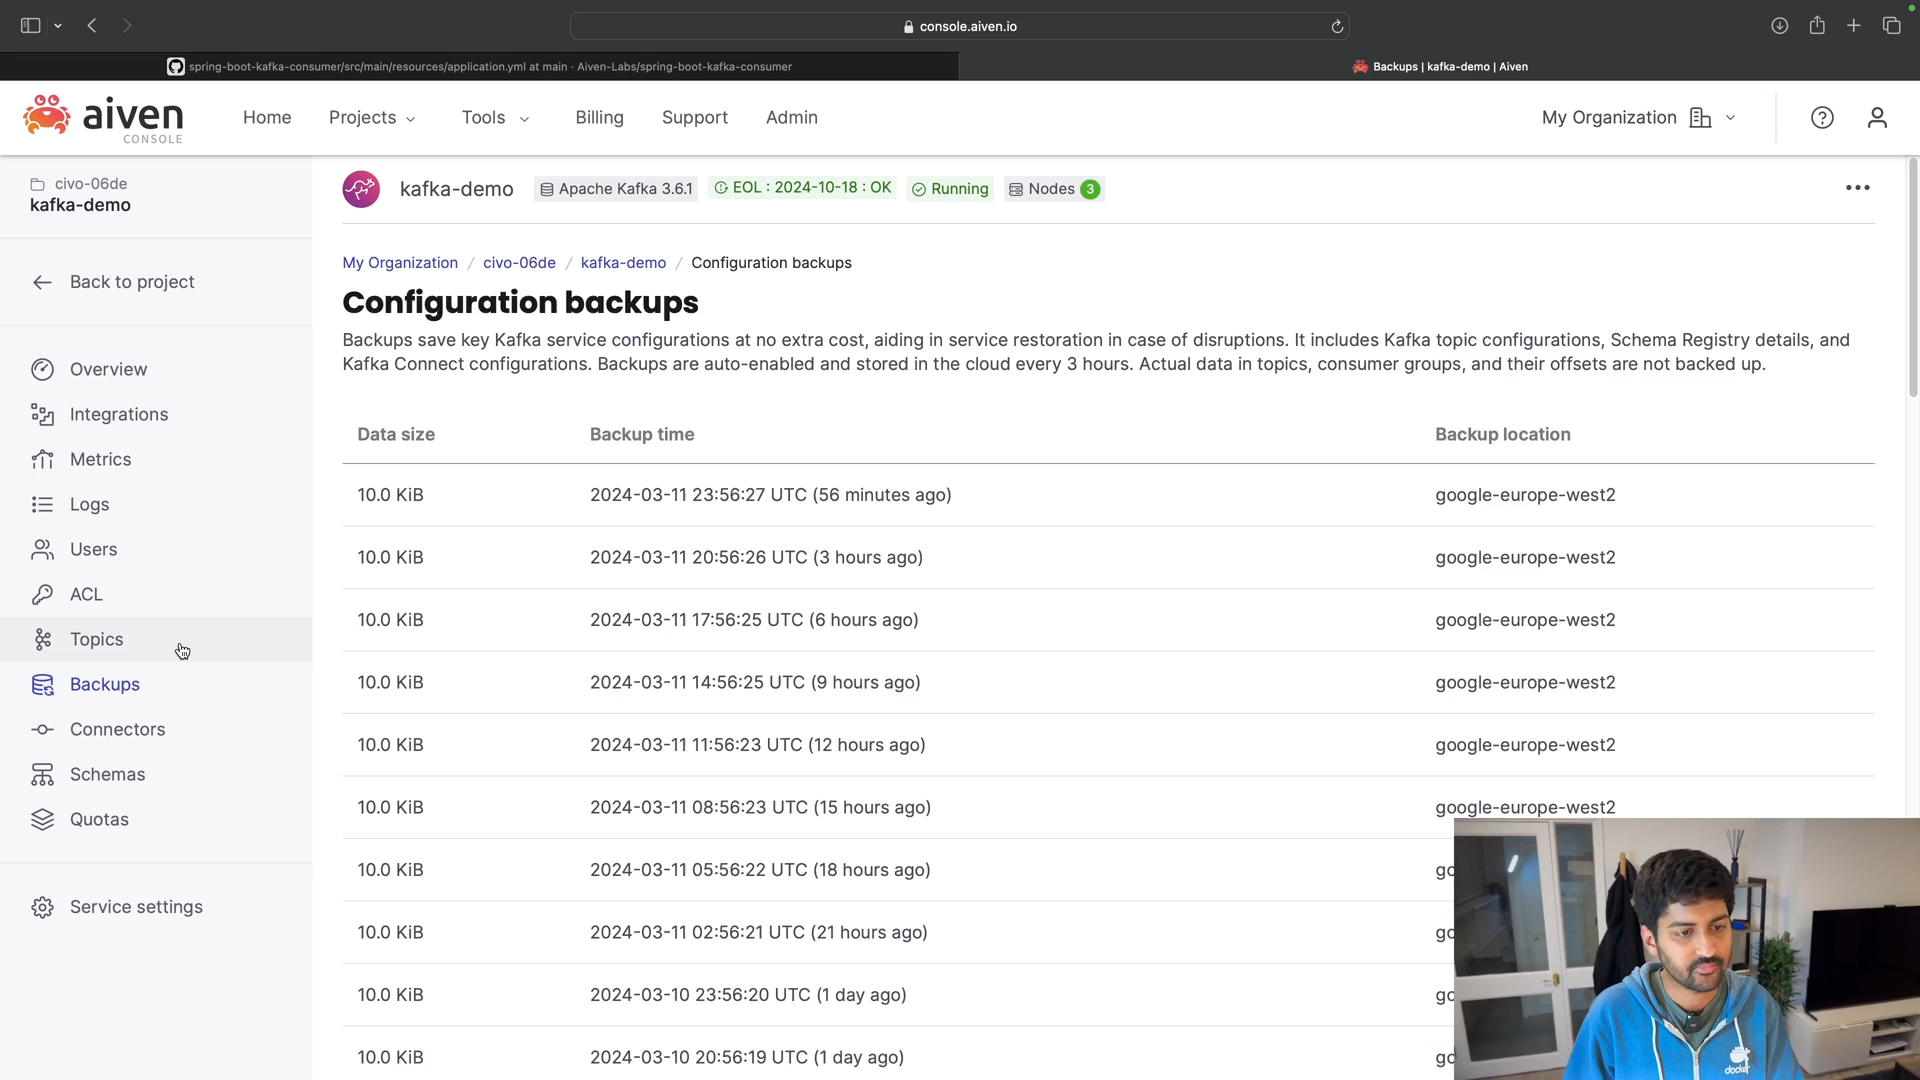 console.aiven.io
spring-boot-kafka-consumer/src/main/resources/application.yml at main · Aiven-Labs/spring-boot-kafka-consumer
Backups | kafka-demo | Aiven
aiven
CONSOLE
Home
Projects
Tools
Billing
Support
Admin
My Organization
civo-06de
kafka-demo
Back to project
Overview
Integrations
Metrics
Logs
Users
ACL
Topics
Backups
Connectors
Schemas
Quotas
Service settings
kafka-demo
Apache Kafka 3.6.1
EOL : 2024-10-18 : OK
Running
Nodes 3
My Organization / civo-06de / kafka-demo / Configuration backups
Configuration backups
Backups save key Kafka service configurations at no extra cost, aiding in service restoration in case of disruptions. It includes Kafka topic configurations, Schema Registry details, and
Kafka Connect configurations. Backups are auto-enabled and stored in the cloud every 3 hours. Actual data in topics, consumer groups, and their offsets are not backed up.
Data size Backup time Backup location
10.0 KiB 2024-03-11 23:56:27 UTC (56 minutes ago) google-europe-west2
10.0 KiB 2024-03-11 20:56:26 UTC (3 hours ago) google-europe-west2
10.0 KiB 2024-03-11 17:56:25 UTC (6 hours ago) google-europe-west2
10.0 KiB 2024-03-11 14:56:25 UTC (9 hours ago) google-europe-west2
10.0 KiB 2024-03-11 11:56:23 UTC (12 hours ago) google-europe-west2
10.0 KiB 2024-03-11 08:56:23 UTC (15 hours ago) google-europe-west2
10.0 KiB 2024-03-11 05:56:22 UTC (18 hours ago) go
10.0 KiB 2024-03-11 02:56:21 UTC (21 hours ago) go
10.0 KiB 2024-03-10 23:56:20 UTC (1 day ago) go
10.0 KiB 2024-03-10 20:56:19 UTC (1 day ago) go
docker